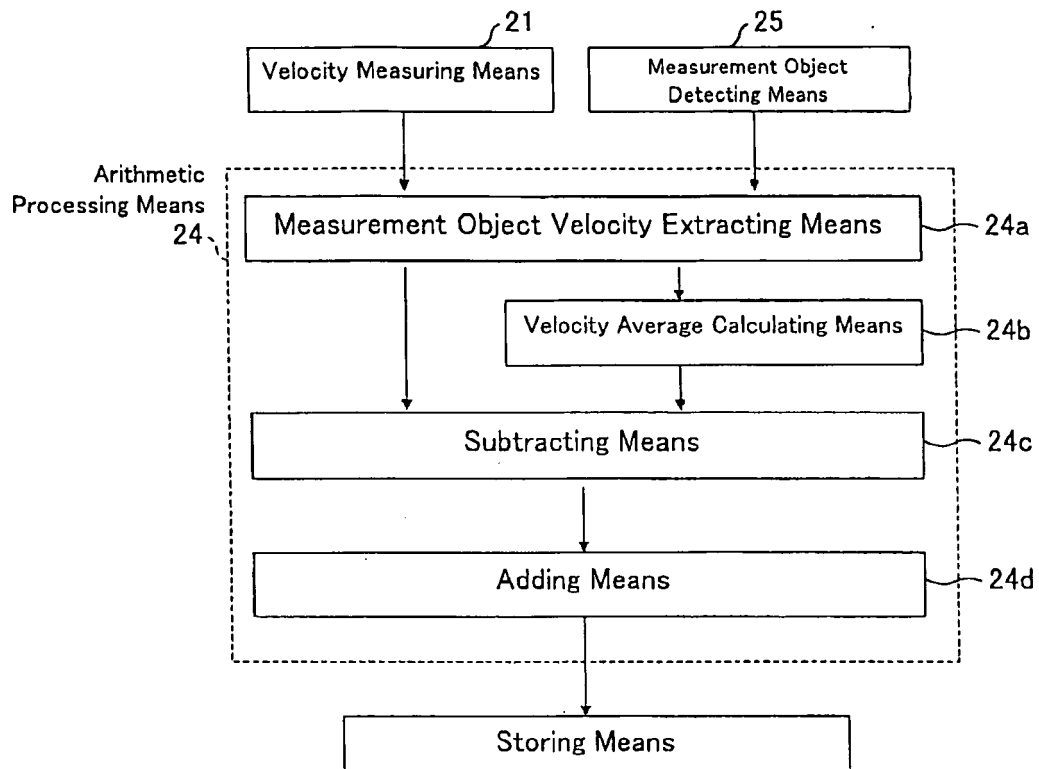 21
25
Velocity Measuring Means
Measurement Object
Detecting Means
Arithmetic
Processing Means
24
Measurement Object Velocity Extracting Means
24a
Velocity Average Calculating Means
24b
Subtracting Means
24c
Adding Means
24d
Storing Means